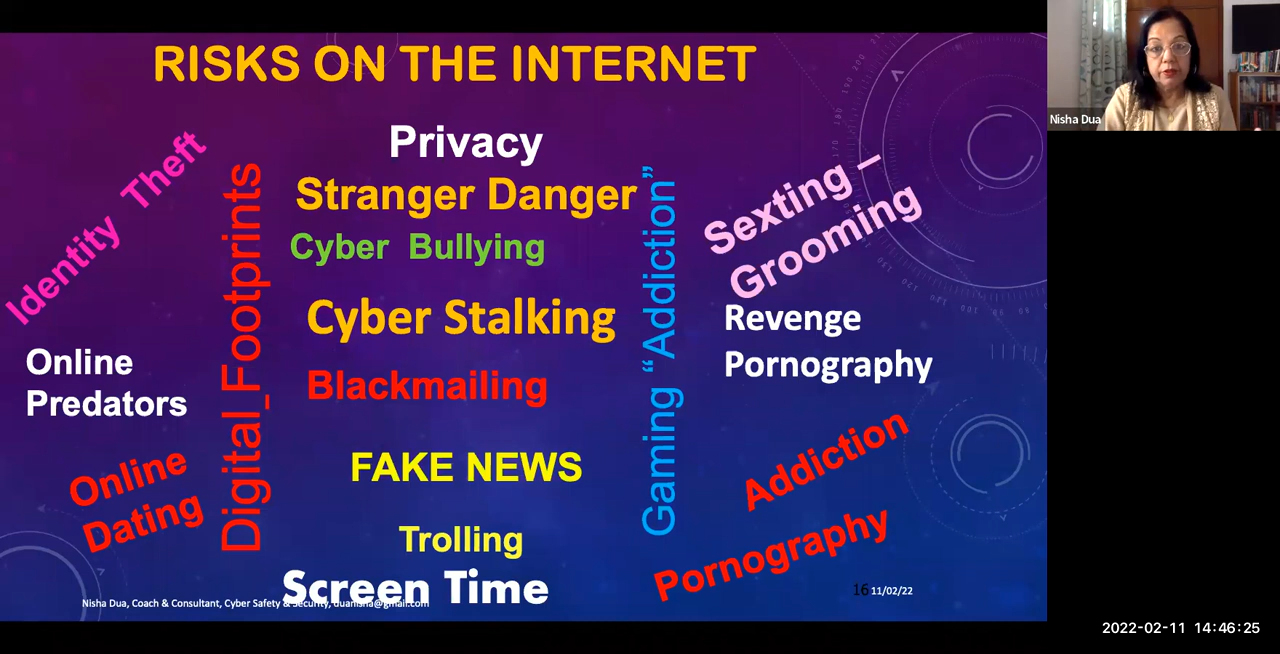 RISKS ON THE INTERNET
Nisha Dua
Identity Theft
Online
Predators
Online
Dating
Digital_Footprints
Privacy
Stranger Danger
Cyber Bullying
Cyber Stalking
Blackmailing
FAKE NEWS
Trolling
Screen Time
Gaming “Addiction”
Sexting –
Grooming
Revenge
Pornography
Addiction
Pornography
Nisha Dua, Coach & Consultant, Cyber Safety & Security, duanisha@gmail.com
16
11/02/22
2022-02-11 14:46:25